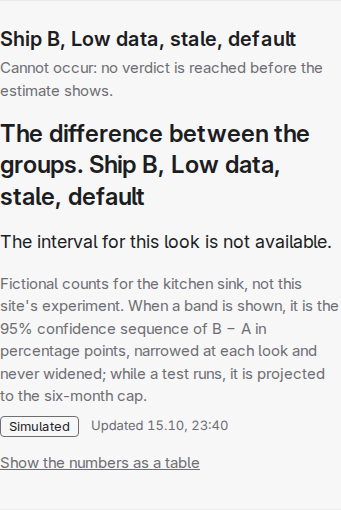 Ship B, Low data, stale, default
Cannot occur: no verdict is reached before the
estimate shows.
The difference between the
groups. Ship B, Low data,
stale, default
The interval for this look is not available.
Fictional counts for the kitchen sink, not this
site's experiment. When a band is shown, it is the
95% confidence sequence of B − A in
percentage points, narrowed at each look and
never widened; while a test runs, it is projected
to the six-month cap.
Simulated Updated 15.10, 23:40
Show the numbers as a table